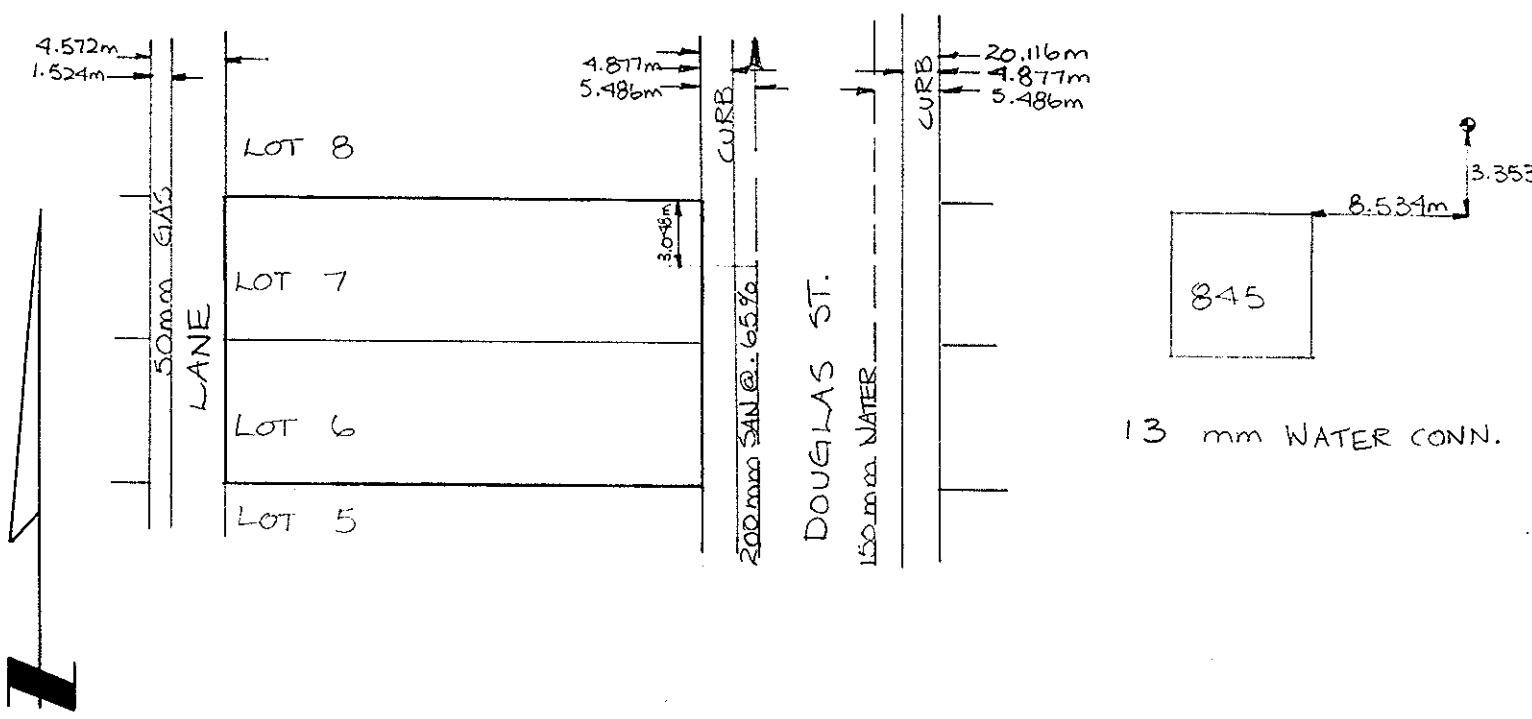 4.572m
1.524m
4.877m
5.486m
20.116m
4.877m
5.486m
CURB
CURB
LOT 8
50mm GAS
LANE
3.048m
LOT 7
LOT 6
LOT 5
200mm SAN @ .65%
DOUGLAS ST.
150mm WATER
3.353
8.534m
845
13 mm WATER CONN.
N